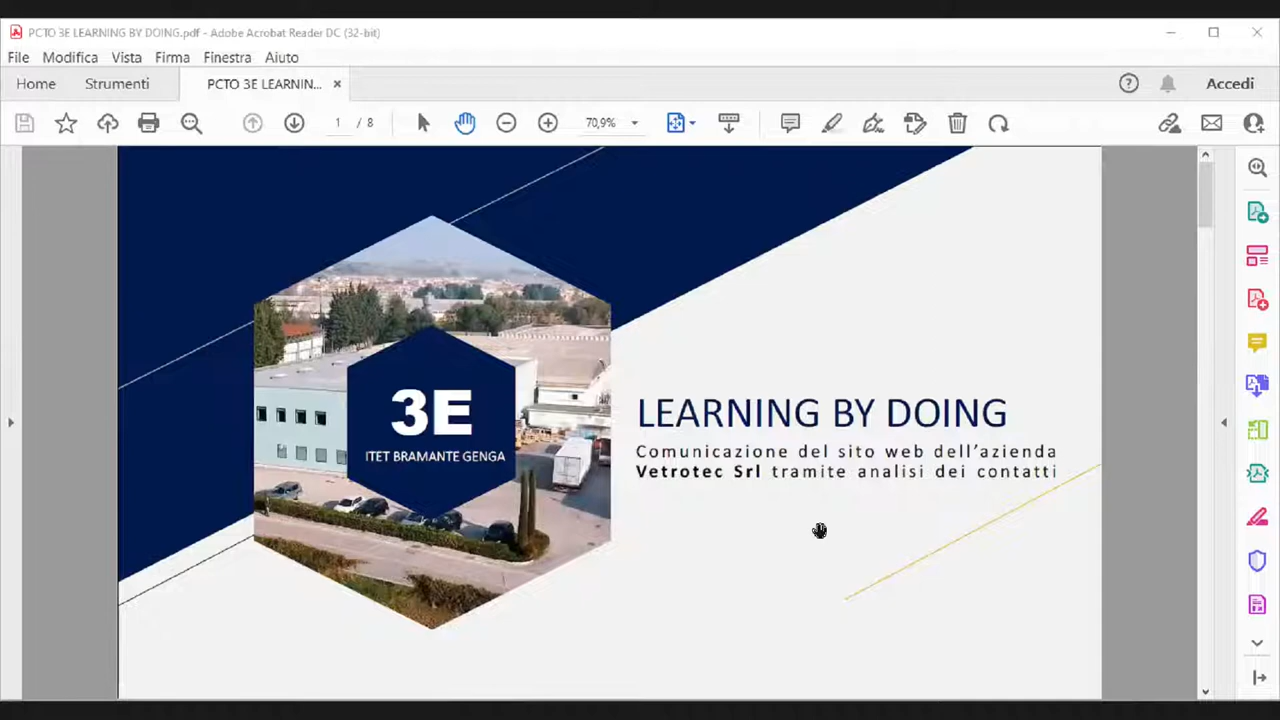 PCTO 3E LEARNING BY DOING.pdf - Adobe Acrobat Reader DC (32-bit)
File Modifica Vista Firma Finestra Aiuto
Home Strumenti PCTO 3E LEARNIN... Accedi
1 / 8 70,9%
3E
ITET BRAMANTE GENGA
LEARNING BY DOING
Comunicazione del sito web dell'azienda
Vetrotec Srl tramite analisi dei contatti